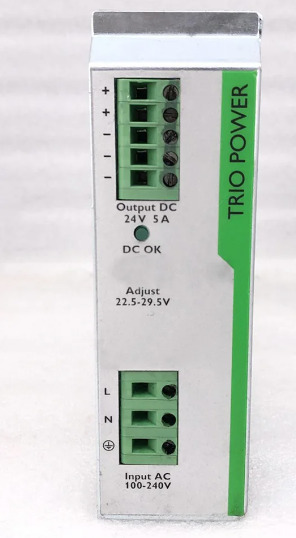 +
+
−
−
−
TRIO POWER
Output DC
24V 5A
DC OK
Adjust
22.5-29.5V
L
N
⏚
Input AC
100-240V